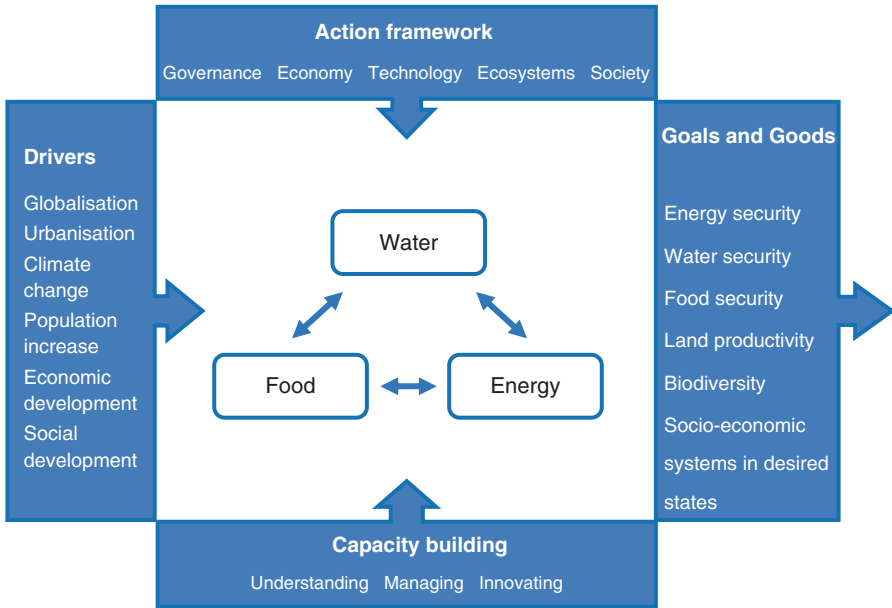 Action framework
Governance Economy Technology Ecosystems Society
Drivers
Globalisation
Urbanisation
Climate
change
Population
increase
Economic
development
Social
development
Water
Food
Energy
Goals and Goods
Energy security
Water security
Food security
Land productivity
Biodiversity
Socio-economic
systems in desired
states
Capacity building
Understanding Managing Innovating